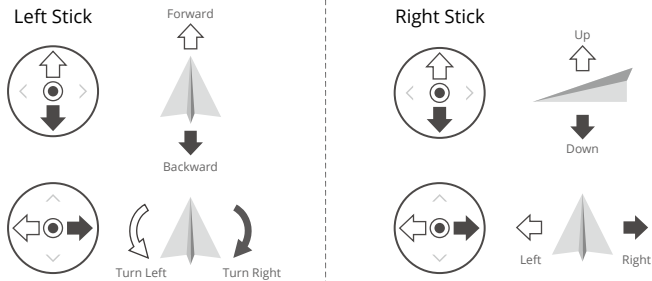 Left Stick
Forward
Backward
Turn Left
Turn Right
Right Stick
Up
Down
Left
Right